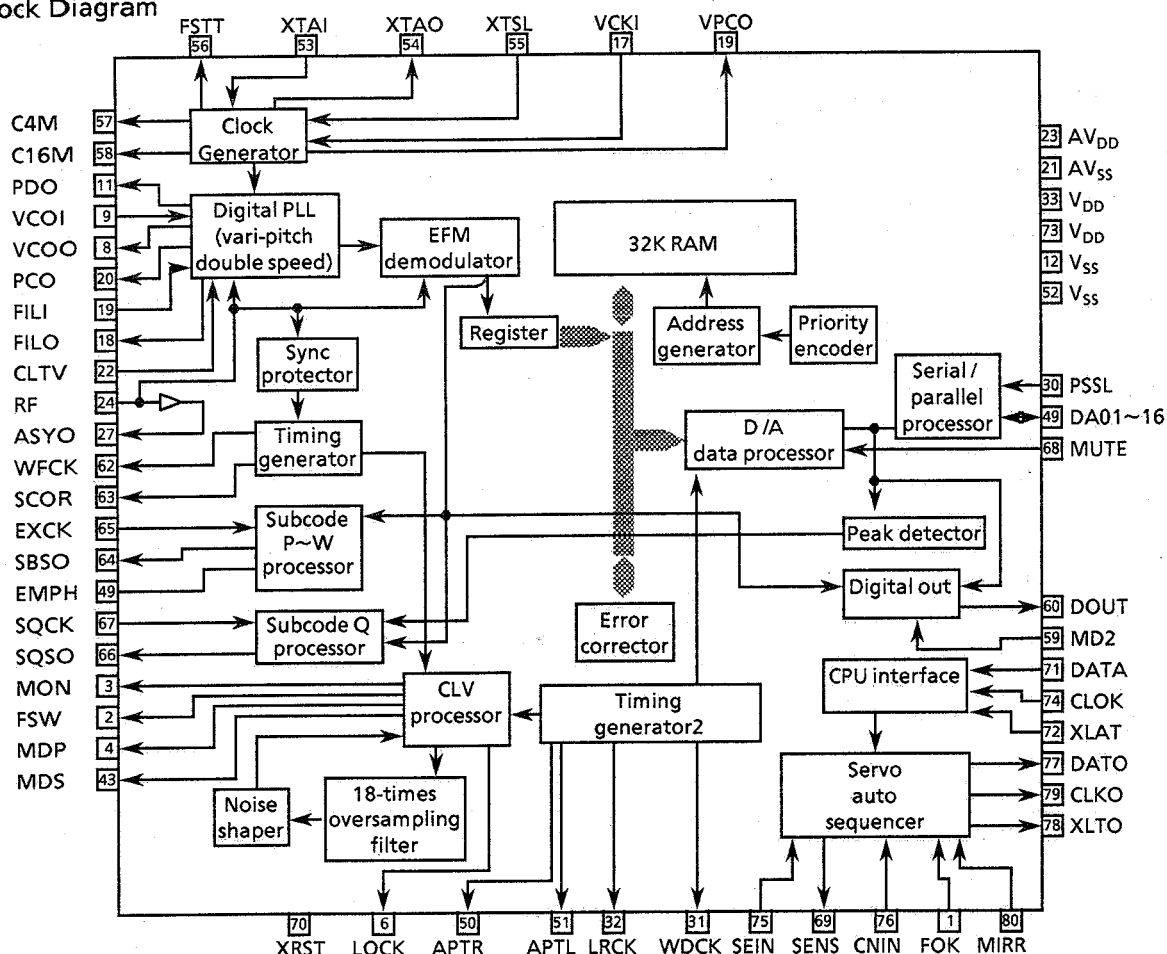 ock Diagram
FSTT XTAI XTAO XTSL VCKI VPCO
56 53 54 55 17 19
C4M 57
C16M 58
PDO 11
VCOI 9
VCOO 8
PCO 20
FILI 19
FILO 18
CLTV 22
RF 24
ASYO 27
WFCK 62
SCOR 63
EXCK 65
SBSO 64
EMPH 49
SQCK 67
SQSO 66
MON 3
FSW 2
MDP 4
MDS 43
Clock
Generator
Digital PLL
(vari-pitch
double speed)
EFM
demodulator
Register
Sync
protector
Timing
generator
Subcode
P~W
processor
Subcode Q
processor
CLV
processor
Noise
shaper
18-times
oversampling
filter
32K RAM
Address
generator
Priority
encoder
Serial /
parallel
processor
D/A
data processor
Peak detector
Digital out
Error
corrector
Timing
generator2
CPU interface
Servo
auto
sequencer
23 AVDD
21 AVSS
33 VDD
73 VDD
12 VSS
52 VSS
30 PSSL
49 DA01~16
68 MUTE
60 DOUT
59 MD2
71 DATA
74 CLOK
72 XLAT
77 DATO
79 CLKO
78 XLTO
70 6 50 51 32 31 75 69 76 1 80
XRST LOCK APTR APTL LRCK WDCK SEIN SENS CNIN FOK MIRR